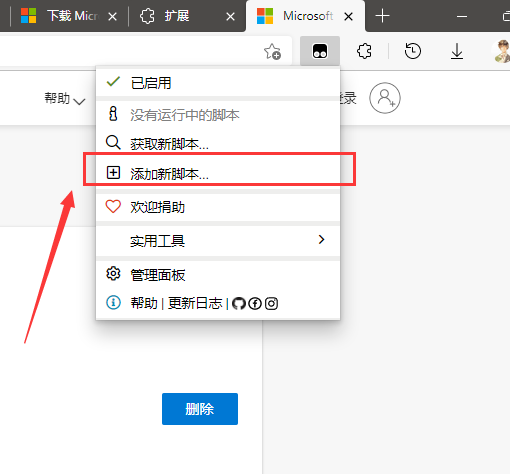 下载 Micr
扩展
Microsoft
帮助
登录
已启用
没有运行中的脚本
获取新脚本...
添加新脚本...
欢迎捐助
实用工具
管理面板
帮助 | 更新日志 |
删除